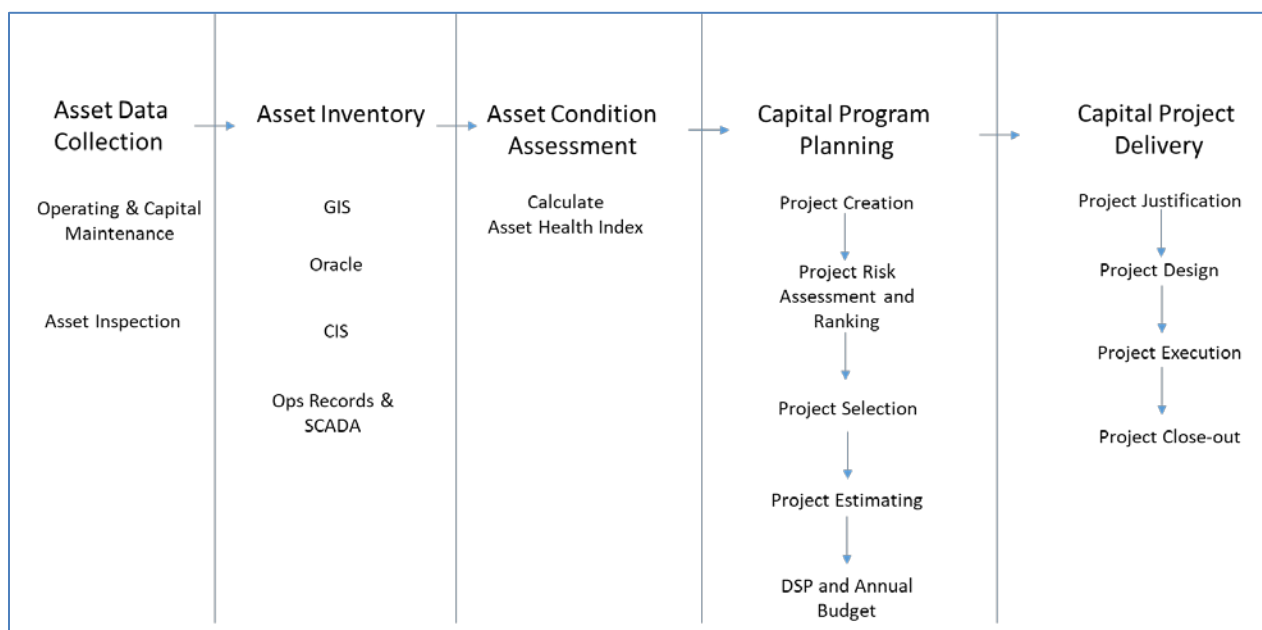 Asset Data
Collection
Operating & Capital
Maintenance
Asset Inspection
Asset Inventory
GIS
Oracle
CIS
Ops Records &
SCADA
Asset Condition
Assessment
Calculate
Asset Health Index
Capital Program
Planning
Project Creation
Project Risk
Assessment and
Ranking
Project Selection
Project Estimating
DSP and Annual
Budget
Capital Project
Delivery
Project Justification
Project Design
Project Execution
Project Close-out